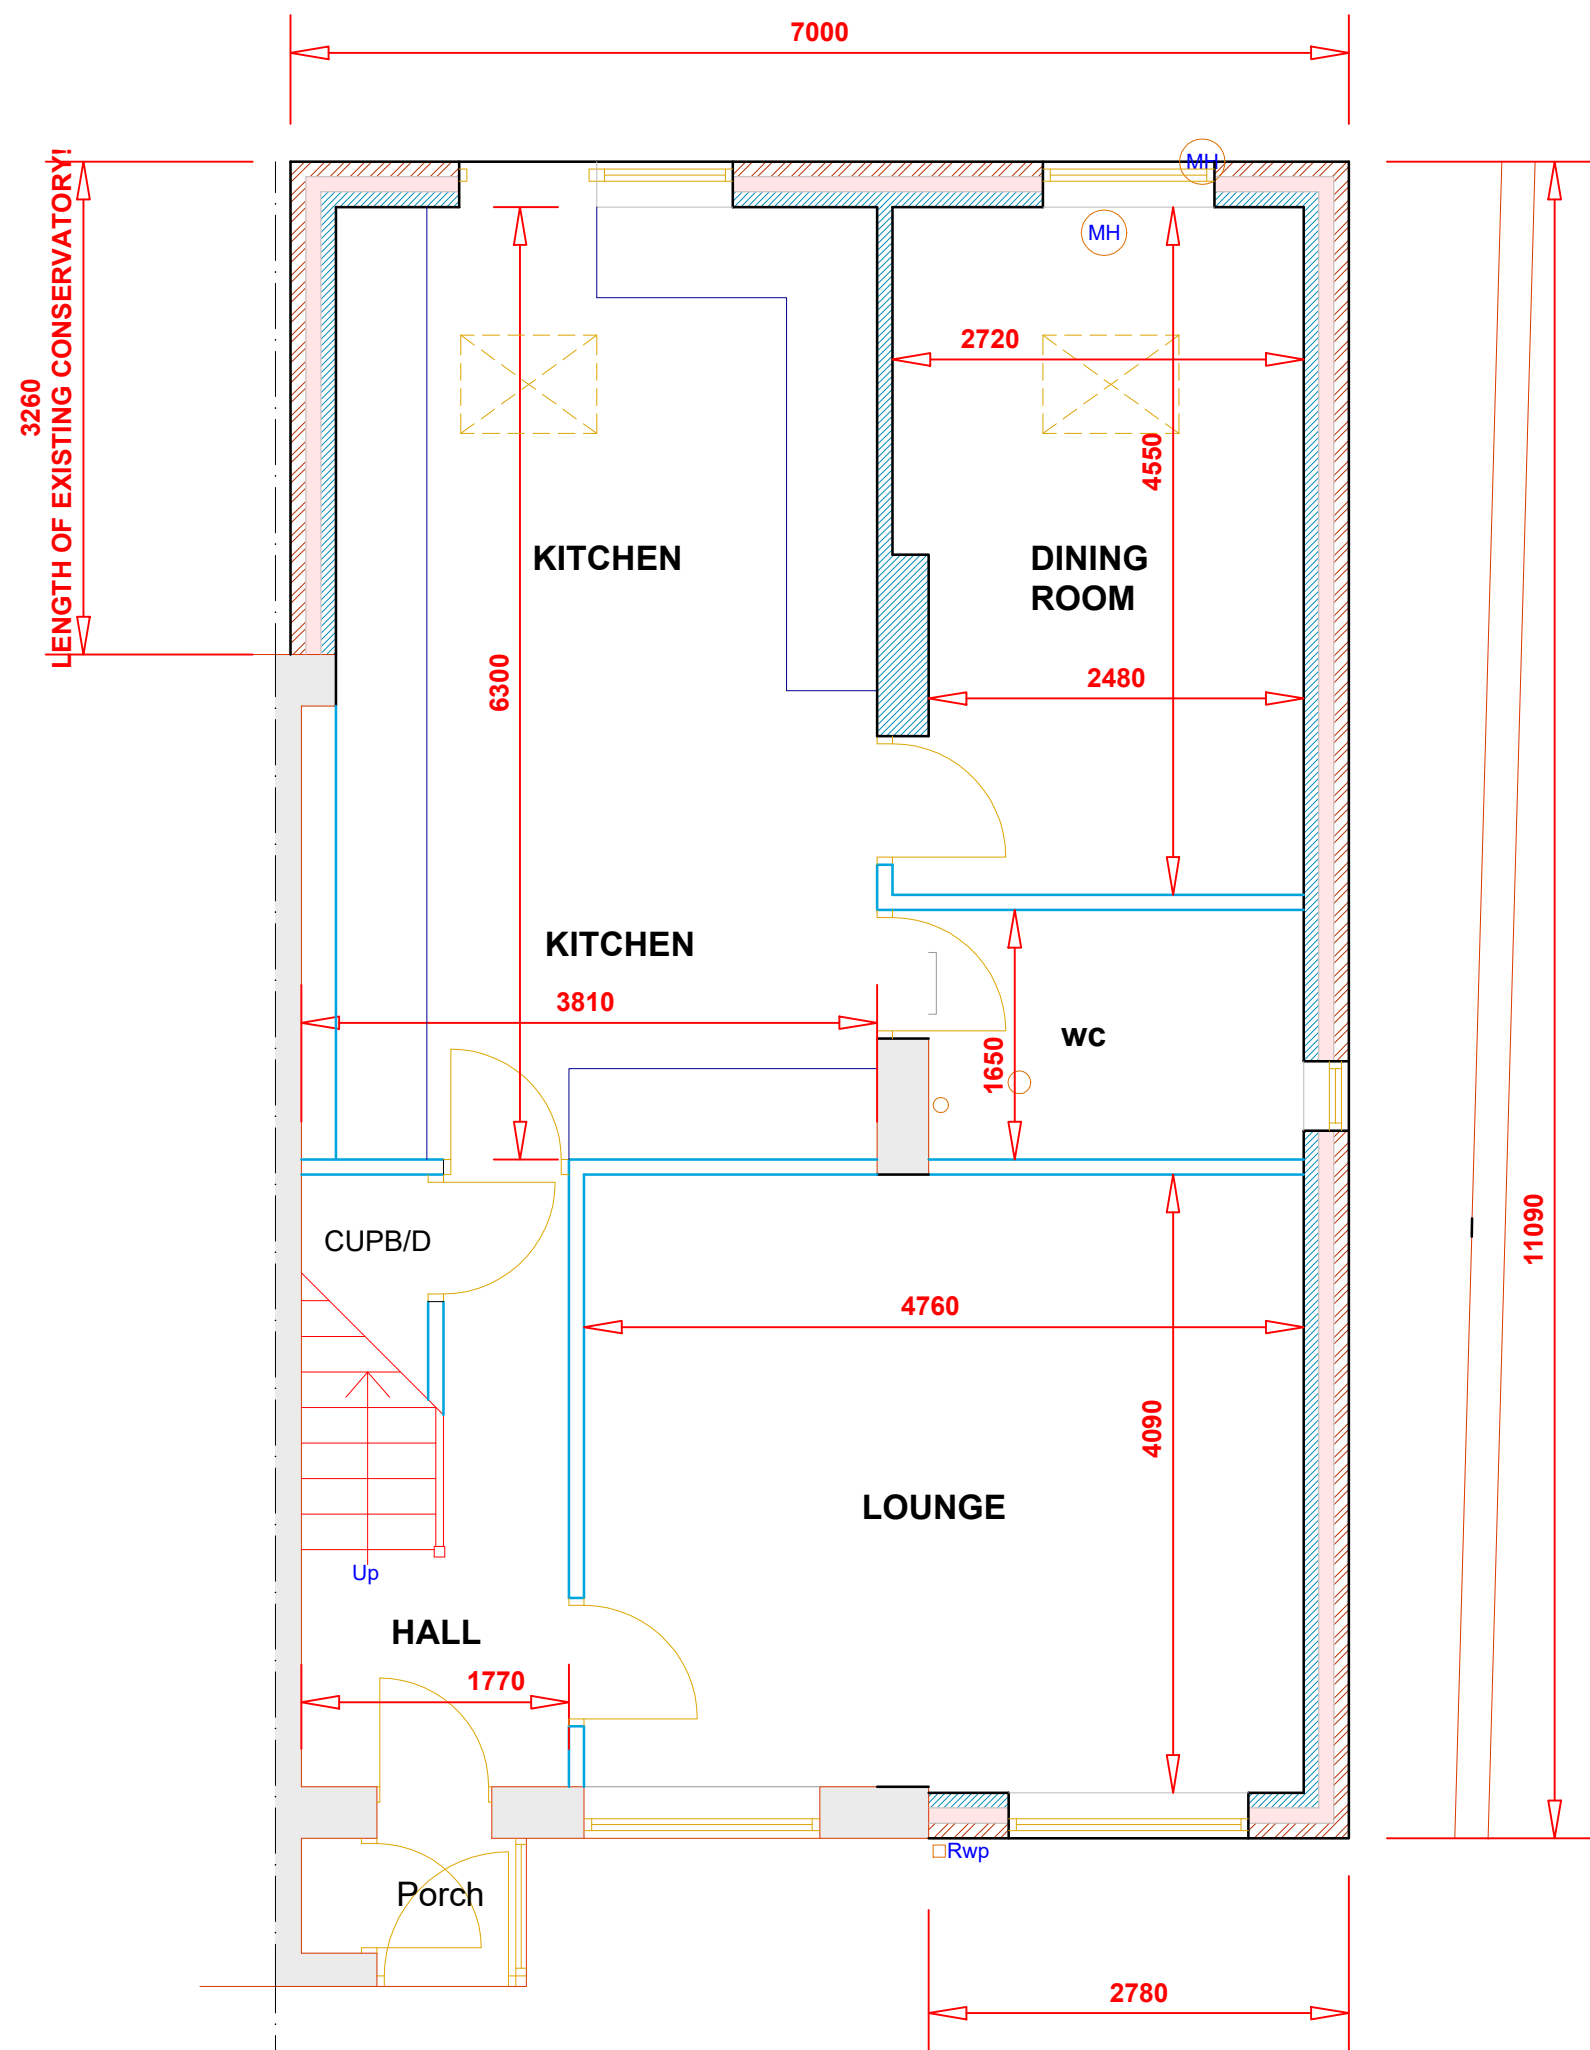 7000
MH
MH
3260
LENGTH OF EXISTING CONSERVATORY!
2720
4550
KITCHEN
DINING
ROOM
6300
2480
KITCHEN
3810
wc
1650
CUPB/D
11090
4760
4090
LOUNGE
Up
HALL
1770
Rwp
Porch
2780